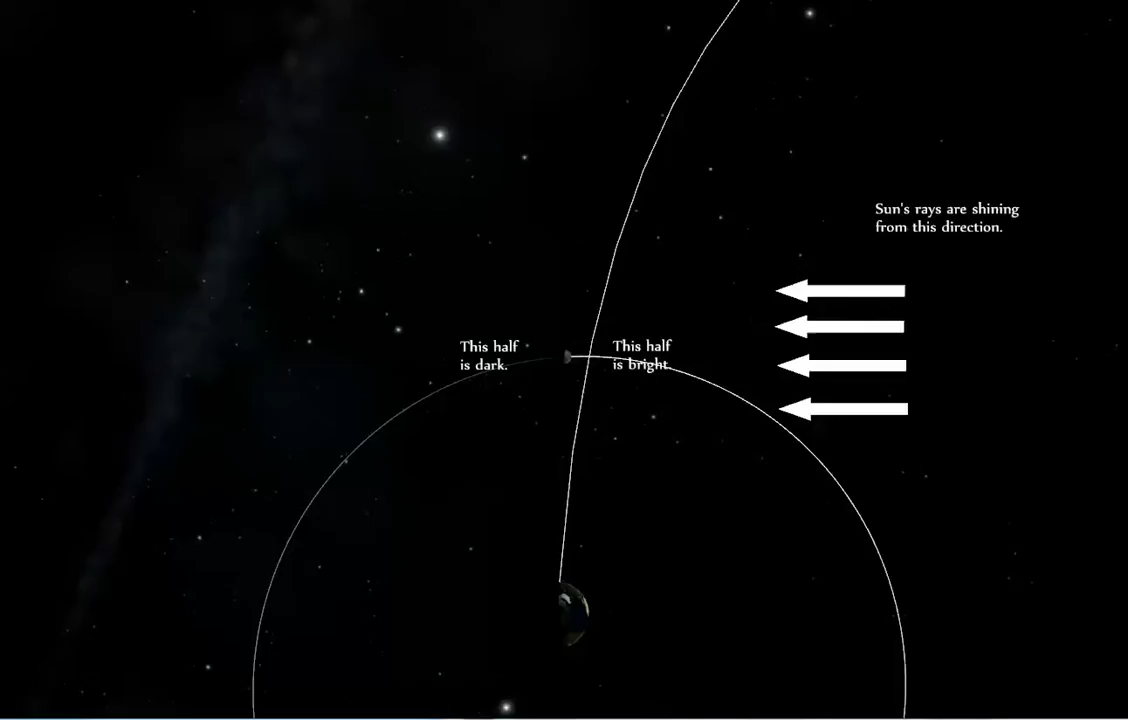 Sun's rays are shining
from this direction.
This half
is dark.
This half
is bright.